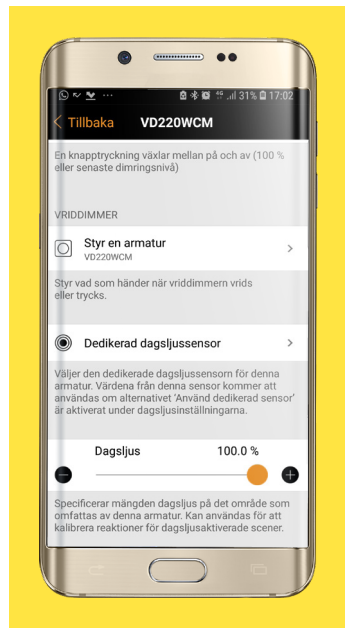 4G 31% 17:02
Tillbaka VD220WCM
En knapptryckning växlar mellan på och av (100 %
eller senaste dimringsnivå)
VRIDDIMMER
Styr en armatur
VD220WCM
Styr vad som händer när vriddimmern vrids
eller trycks.
Dedikerad dagsljussensor
Väljer den dedikerade dagsljussensorn för denna
armatur. Värdena från denna sensor kommer att
användas om alternativet 'Använd dedikerad sensor'
är aktiverat under dagsljusinställningarna.
Dagsljus 100.0 %
Specificerar mängden dagsljus på det område som
omfattas av denna armatur. Kan användas för att
kalibrera reaktioner för dagsljusaktiverade scener.